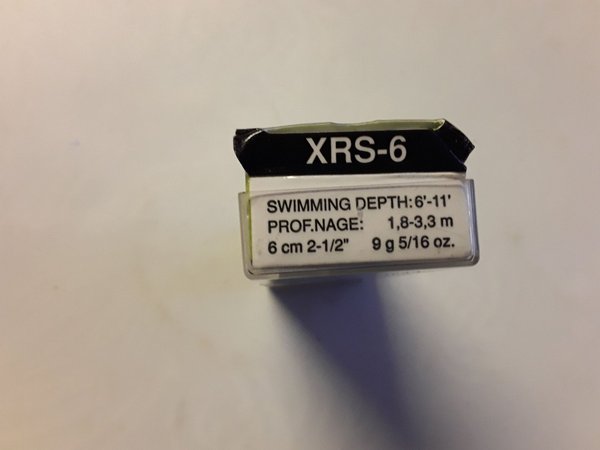 XRS-6
SWIMMING DEPTH: 6'-11'
PROF.NAGE: 1,8-3,3 m
6 cm 2-1/2" 9 g 5/16 oz.